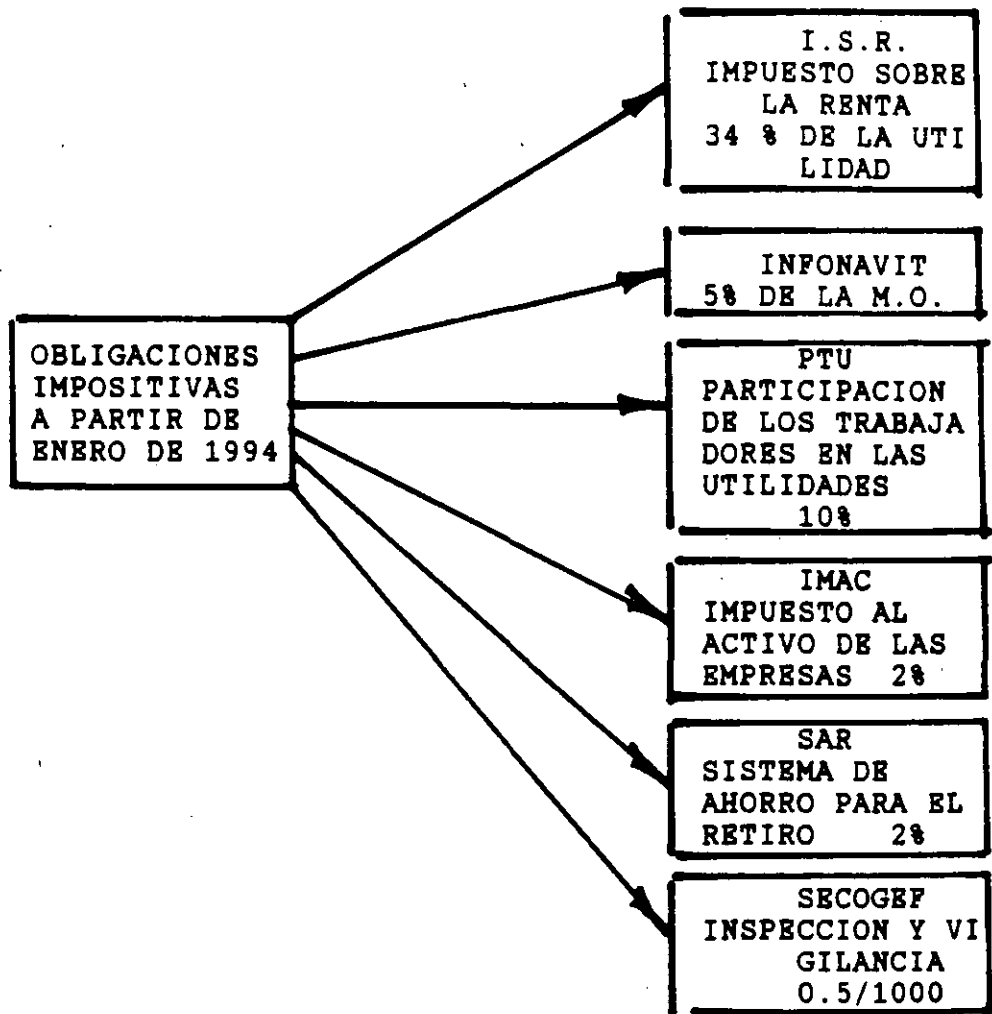 I.S.R.
IMPUESTO SOBRE
LA RENTA
34 % DE LA UTI
LIDAD
INFONAVIT
5% DE LA M.O.
OBLIGACIONES
IMPOSITIVAS
A PARTIR DE
ENERO DE 1994
PTU
PARTICIPACION
DE LOS TRABAJA
DORES EN LAS
UTILIDADES
10%
IMAC
IMPUESTO AL
ACTIVO DE LAS
EMPRESAS 2%
SAR
SISTEMA DE
AHORRO PARA EL
RETIRO 2%
SECOGEF
INSPECCION Y VI
GILANCIA
0.5/1000